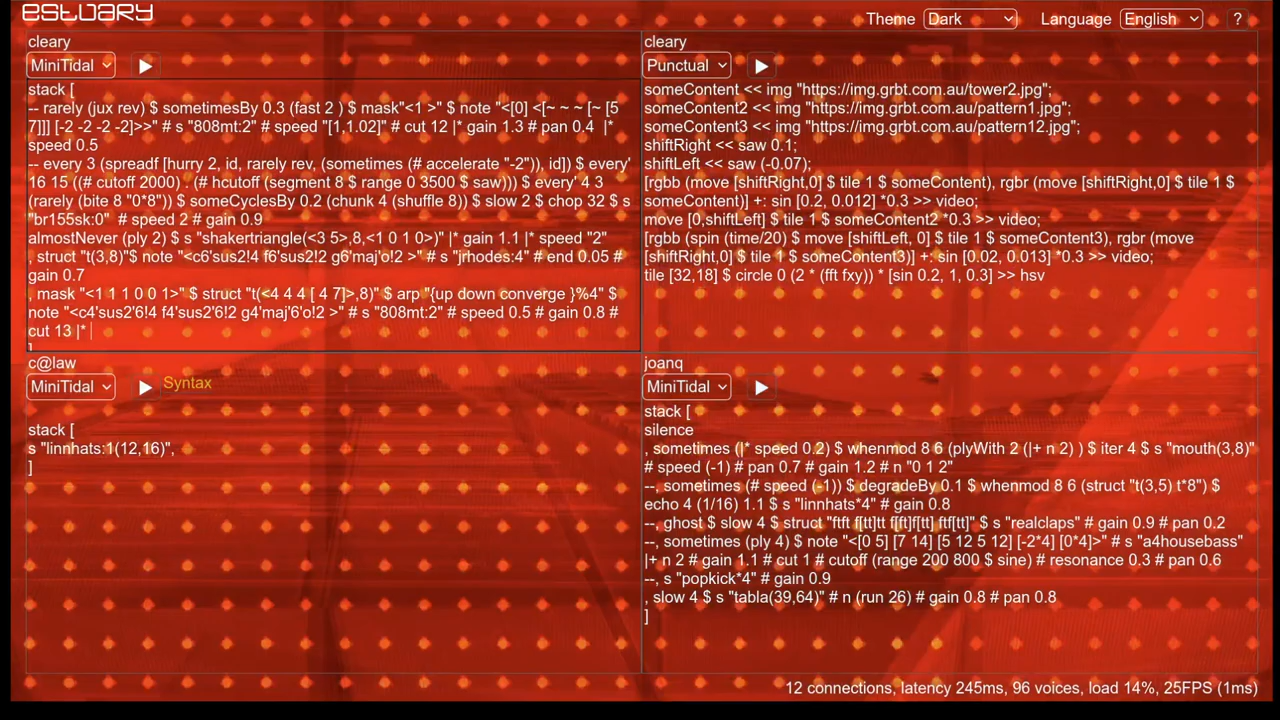 estuary
Theme Dark Language English ?
cleary
MiniTidal
stack [
-- rarely (jux rev) $ sometimesBy 0.3 (fast 2 ) $ mask"<1 >" $ note "<[0] <[~ ~ ~ [~ [5
7]]] [-2 -2 -2 -2]>>" # s "808mt:2" # speed "[1,1.02]" # cut 12 |* gain 1.3 # pan 0.4 |*
speed 0.5
-- every 3 (spreadf [hurry 2, id, rarely rev, (sometimes (# accelerate "-2")), id]) $ every'
16 15 ((# cutoff 2000) . (# hcutoff (segment 8 $ range 0 3500 $ saw))) $ every' 4 3
(rarely (bite 8 "0*8")) $ someCyclesBy 0.2 (chunk 4 (shuffle 8)) $ slow 2 $ chop 32 $ s
"br155sk:0" # speed 2 # gain 0.9
almostNever (ply 2) $ s "shakertriangle(<3 5>,8,<1 0 1 0>)" |* gain 1.1 |* speed "2"
, struct "t(3,8)"$ note "<c6'sus2!2 f6'sus2!2 g6'maj'o!2 >" # s "jrhodes:4" # end 0.05 #
gain 0.7
, mask "<1 1 1 0 0 1>" $ struct "t(<4 4 4 [ 4 7]>,8)" $ arp "{up down converge }%4" $
note "<c4'sus2'6!4 f4'sus2'6!2 g4'maj'6'o!2 >" # s "808mt:2" # speed 0.5 # gain 0.8 #
cut 13 |*
]
cleary
Punctual
someContent << img "https://img.grbt.com.au/tower2.jpg";
someContent2 << img "https://img.grbt.com.au/pattern1.jpg";
someContent3 << img "https://img.grbt.com.au/pattern12.jpg";
shiftRight << saw 0.1;
shiftLeft << saw (-0.07);
[rgbb (move [shiftRight,0] $ tile 1 $ someContent), rgbr (move [shiftRight,0] $ tile 1 $
someContent)] +: sin [0.2, 0.012] *0.3 >> video;
move [0,shiftLeft] $ tile 1 $ someContent2 *0.3 >> video;
[rgbb (spin (time/20) $ move [shiftLeft, 0] $ tile 1 $ someContent3), rgbr (move
[shiftRight,0] $ tile 1 $ someContent3)] +: sin [0.02, 0.013] *0.3 >> video;
tile [32,18] $ circle 0 (2 * (fft fxy)) * [sin 0.2, 1, 0.3] >> hsv
c@law
MiniTidal Syntax
stack [
s "linnhats:1(12,16)",
]
joanq
MiniTidal
stack [
silence
, sometimes (|* speed 0.2) $ whenmod 8 6 (plyWith 2 (|+ n 2) ) $ iter 4 $ s "mouth(3,8)"
# speed (-1) # pan 0.7 # gain 1.2 # n "0 1 2"
--, sometimes (# speed (-1)) $ degradeBy 0.1 $ whenmod 8 6 (struct "t(3,5) t*8") $
echo 4 (1/16) 1.1 $ s "linnhats*4" # gain 0.8
--, ghost $ slow 4 $ struct "ftft f[tt]tt f[ft]f[tt] ftf[tt]" $ s "realclaps" # gain 0.9 # pan 0.2
--, sometimes (ply 4) $ note "<[0 5] [7 14] [5 12 5 12] [-2*4] [0*4]>" # s "a4housebass"
|+ n 2 # gain 1.1 # cut 1 # cutoff (range 200 800 $ sine) # resonance 0.3 # pan 0.6
--, s "popkick*4" # gain 0.9
, slow 4 $ s "tabla(39,64)" # n (run 26) # gain 0.8 # pan 0.8
]
12 connections, latency 245ms, 96 voices, load 14%, 25FPS (1ms)